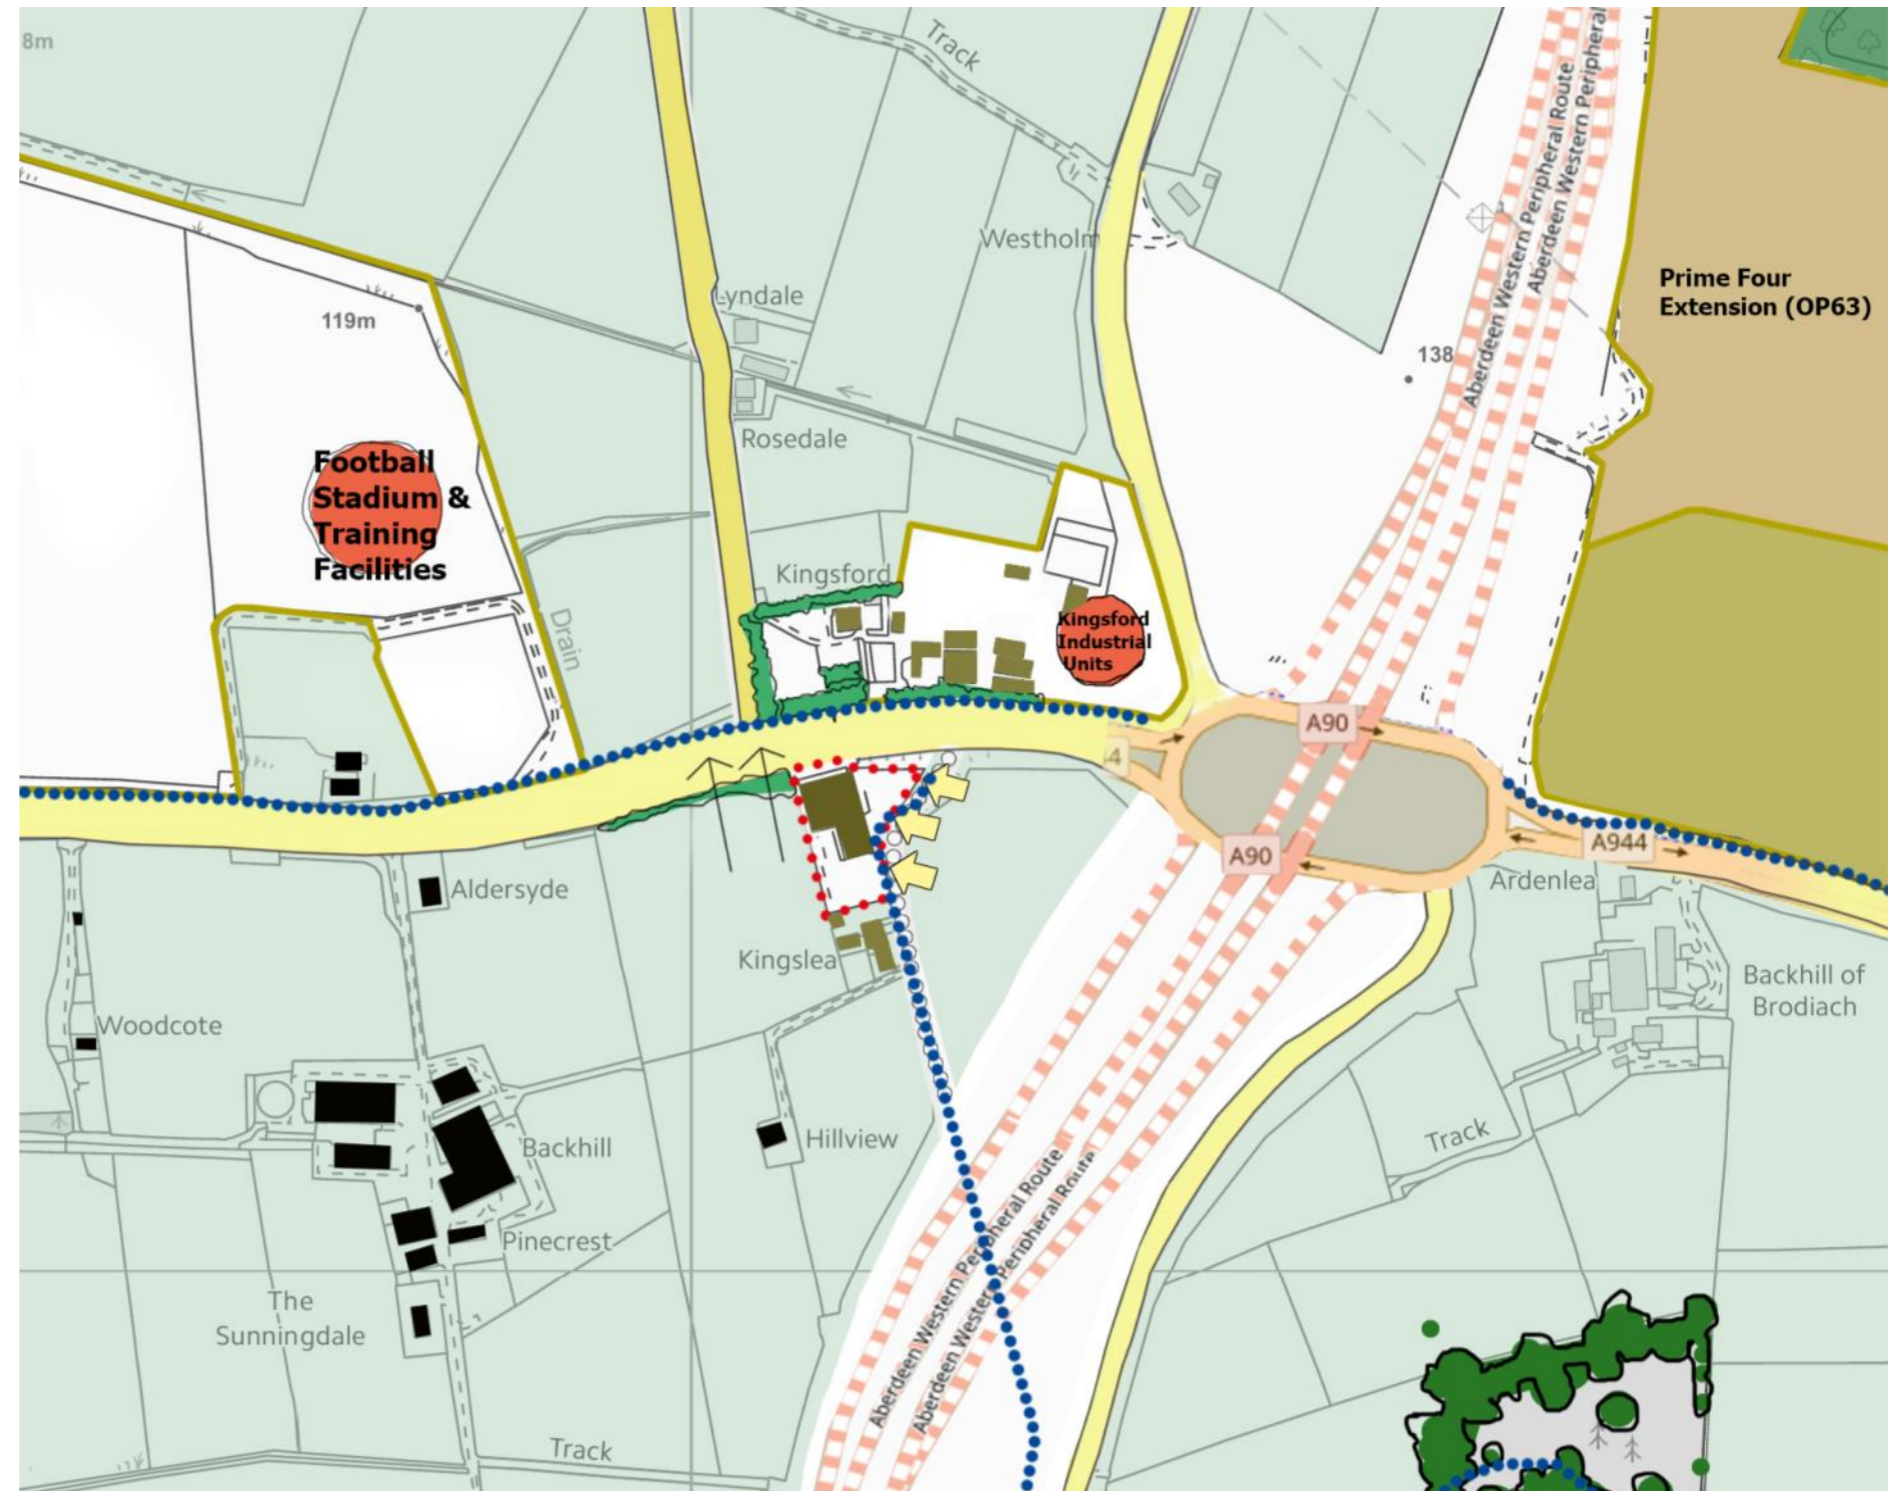 8m
Track
Aberdeen Western Peripheral Route
Aberdeen Western Peripheral
Westholm
Prime Four
Extension (OP63)
Lyndale
119m
138
Rosedale
Football
Stadium &
Training
Facilities
Kingsford
Kingsford
Industrial
Units
Drain
A90
4
A90
A944
Ardenlea
Aldersyde
Kingslea
Backhill of
Brodiach
Woodcote
Hillview
Track
Backhill
Pinecrest
Aberdeen Western Peripheral Route
Aberdeen Western Peripheral Route
The
Sunningdale
Track